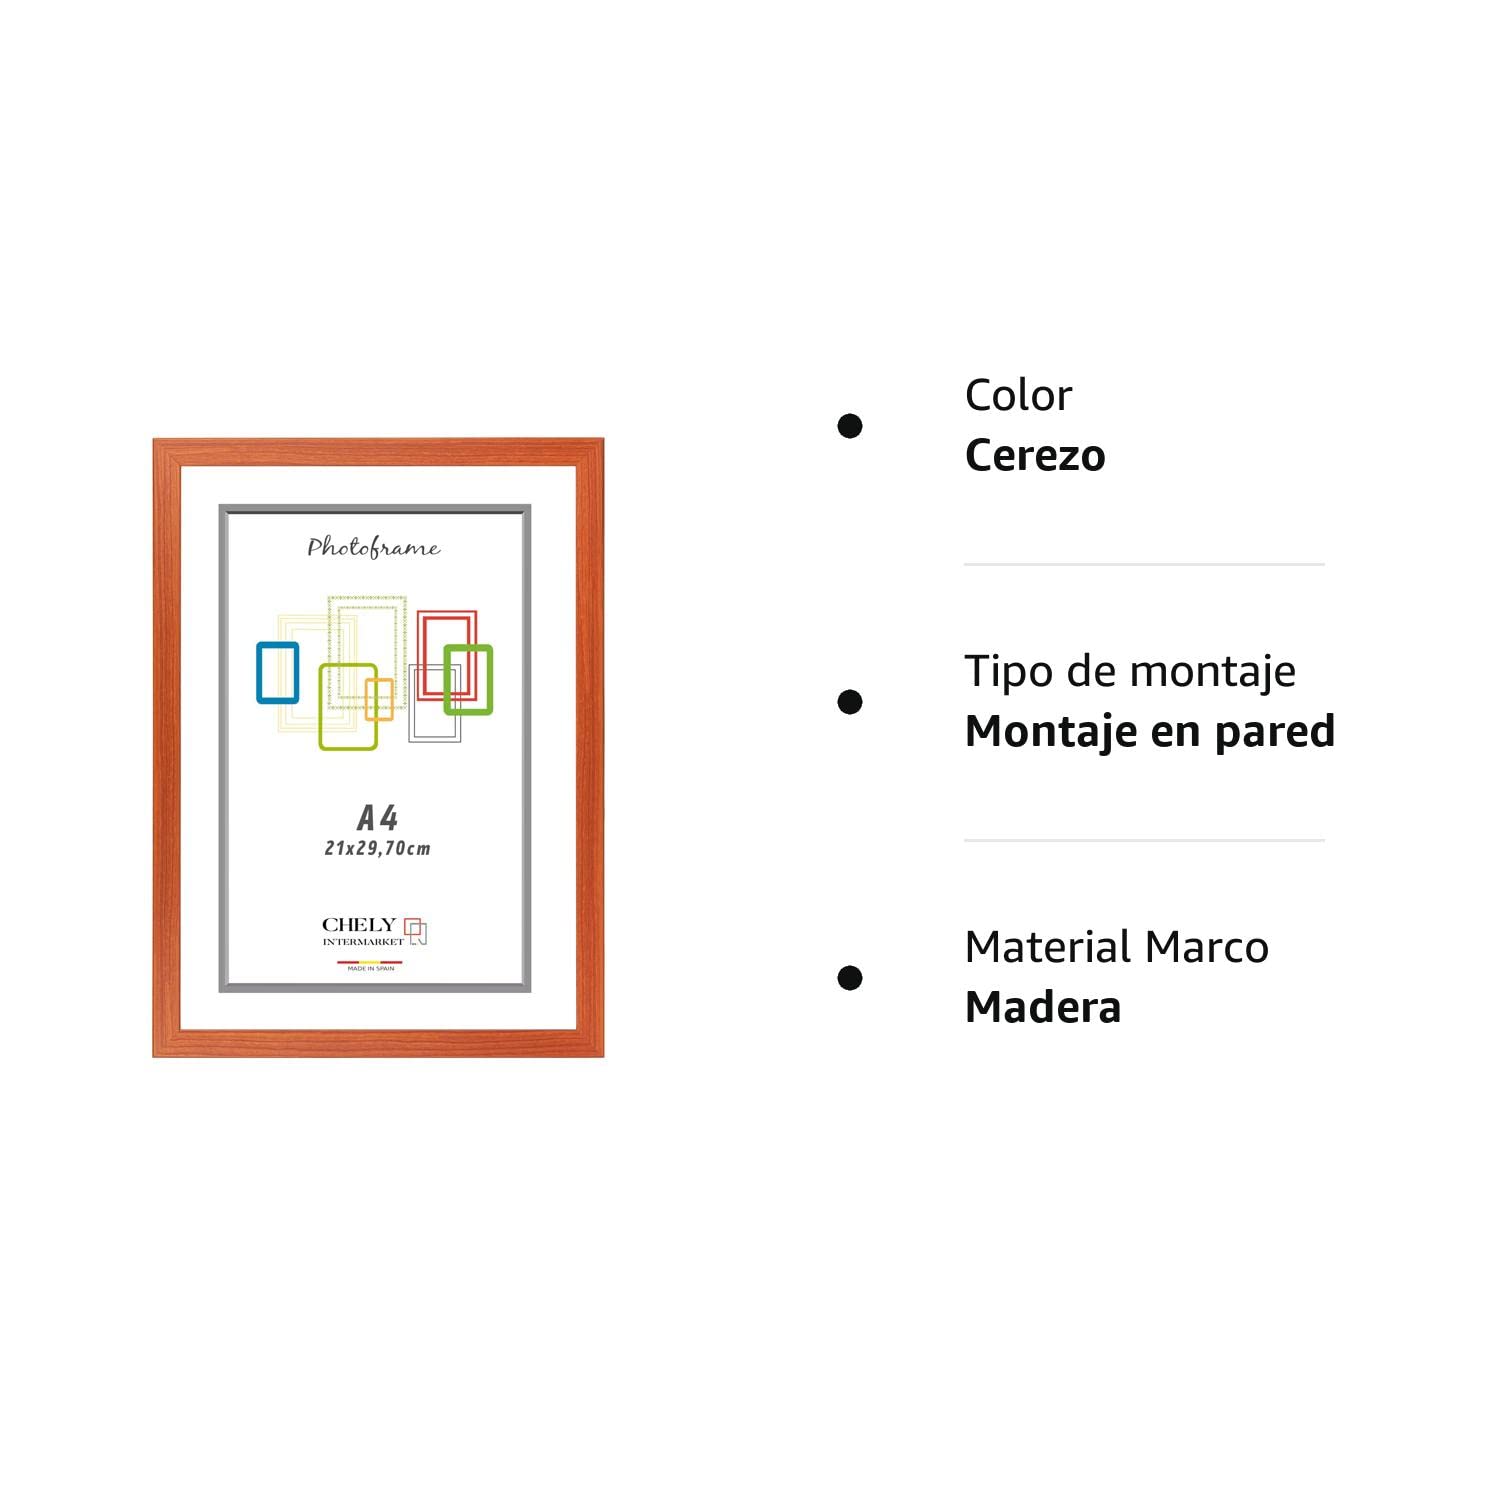 Photoframe
A4
21x29,70cm
CHELY
INTERMARKET
MADE IN SPAIN
Color
Cerezo
Tipo de montaje
Montaje en pared
Material Marco
Madera